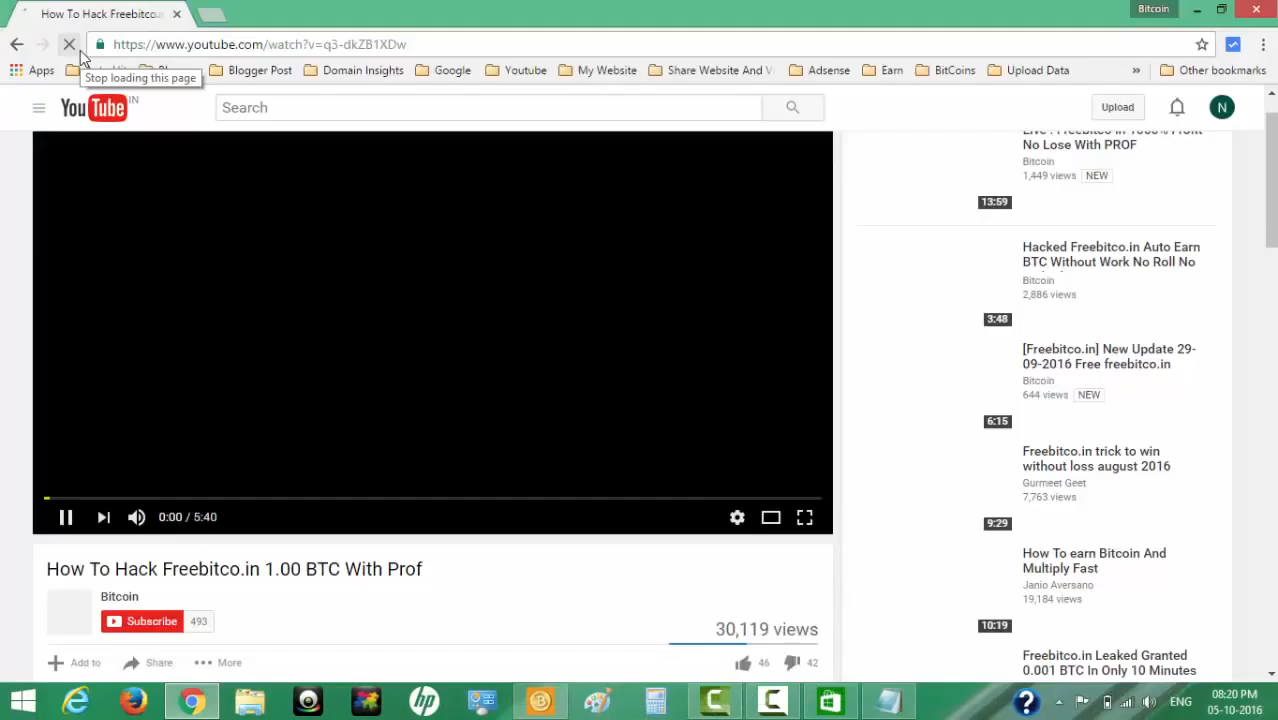 How To Hack Freebitco
Bitcoin
https://www.youtube.com/watch?v=q3-dkZB1XDw
Apps
Blogger Post
Domain Insights
Google
Youtube
My Website
Share Website And V
Adsense
Earn
BitCoins
Upload Data
»
Other bookmarks
Stop loading this page
YouTube IN
Search
Upload
N
No Lose With PROF
Bitcoin
1,449 views NEW
13:59
Hacked Freebitco.in Auto Earn
BTC Without Work No Roll No
Bitcoin
2,886 views
3:48
[Freebitco.in] New Update 29-
09-2016 Free freebitco.in
Bitcoin
644 views NEW
6:15
Freebitco.in trick to win
without loss august 2016
Gurmeet Geet
7,763 views
9:29
How To earn Bitcoin And
Multiply Fast
Janio Aversano
19,184 views
10:19
Freebitco.in Leaked Granted
0.001 BTC In Only 10 Minutes
0:00 / 5:40
How To Hack Freebitco.in 1.00 BTC With Prof
Bitcoin
Subscribe 493
30,119 views
Add to
Share
More
46
42
hp
ENG
08:20 PM
05-10-2016